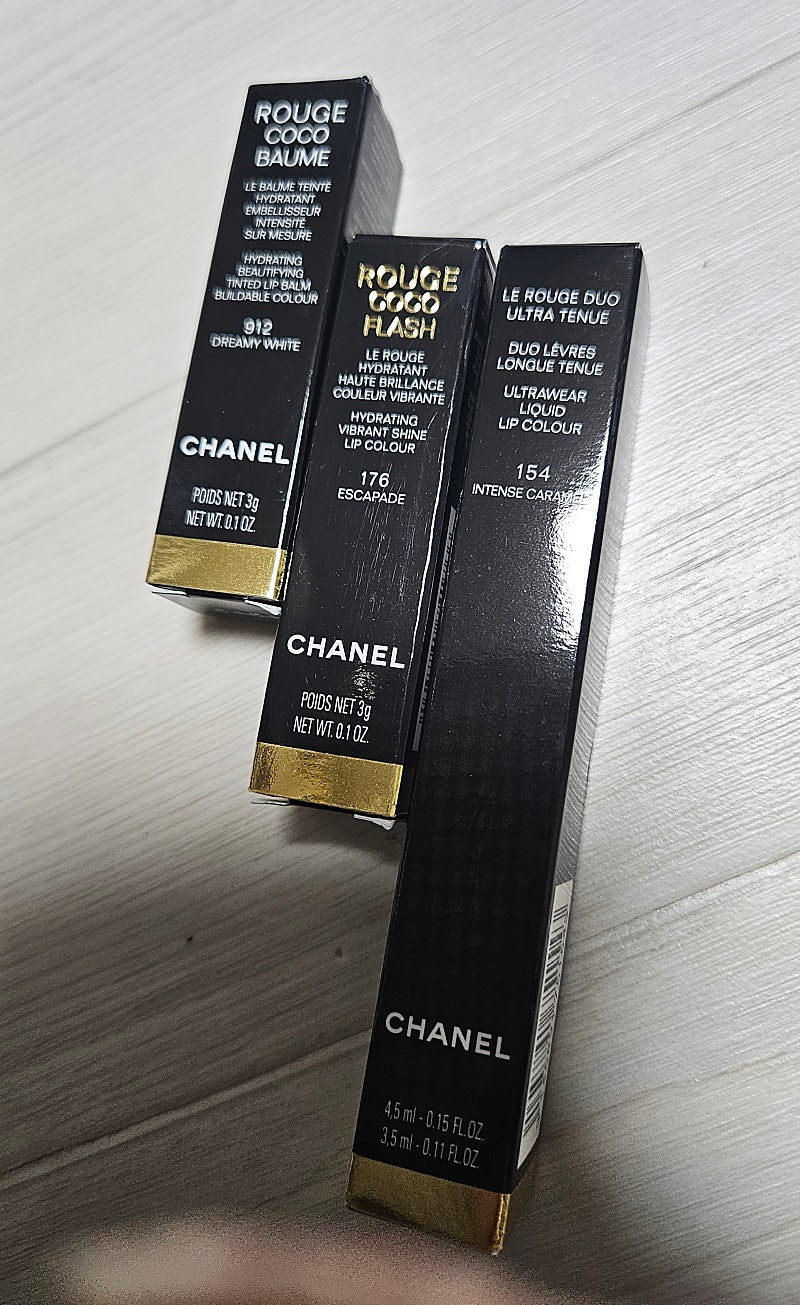 ROUGE
COCO
BAUME
LE BAUME TEINTÉ
HYDRATANT
EMBELLISSEUR
INTENSITÉ
SUR MESURE
HYDRATING
BEAUTIFYING
TINTED LIP BALM
BUILDABLE COLOUR
912
DREAMY WHITE
CHANEL
POIDS NET 3g
NET WT. 0.1 OZ.
ROUGE
COCO
FLASH
LE ROUGE
HYDRATANT
HAUTE BRILLANCE
COULEUR VIBRANTE
HYDRATING
VIBRANT SHINE
LIP COLOUR
176
ESCAPADE
CHANEL
POIDS NET 3g
NET WT. 0.1 OZ.
LE ROUGE DUO
ULTRA TENUE
DUO LÈVRES
LONGUE TENUE
ULTRAWEAR
LIQUID
LIP COLOUR
154
INTENSE CARAMEL
CHANEL
4,5 ml - 0.15 FL.OZ.
3,5 ml - 0.11 FL.OZ.